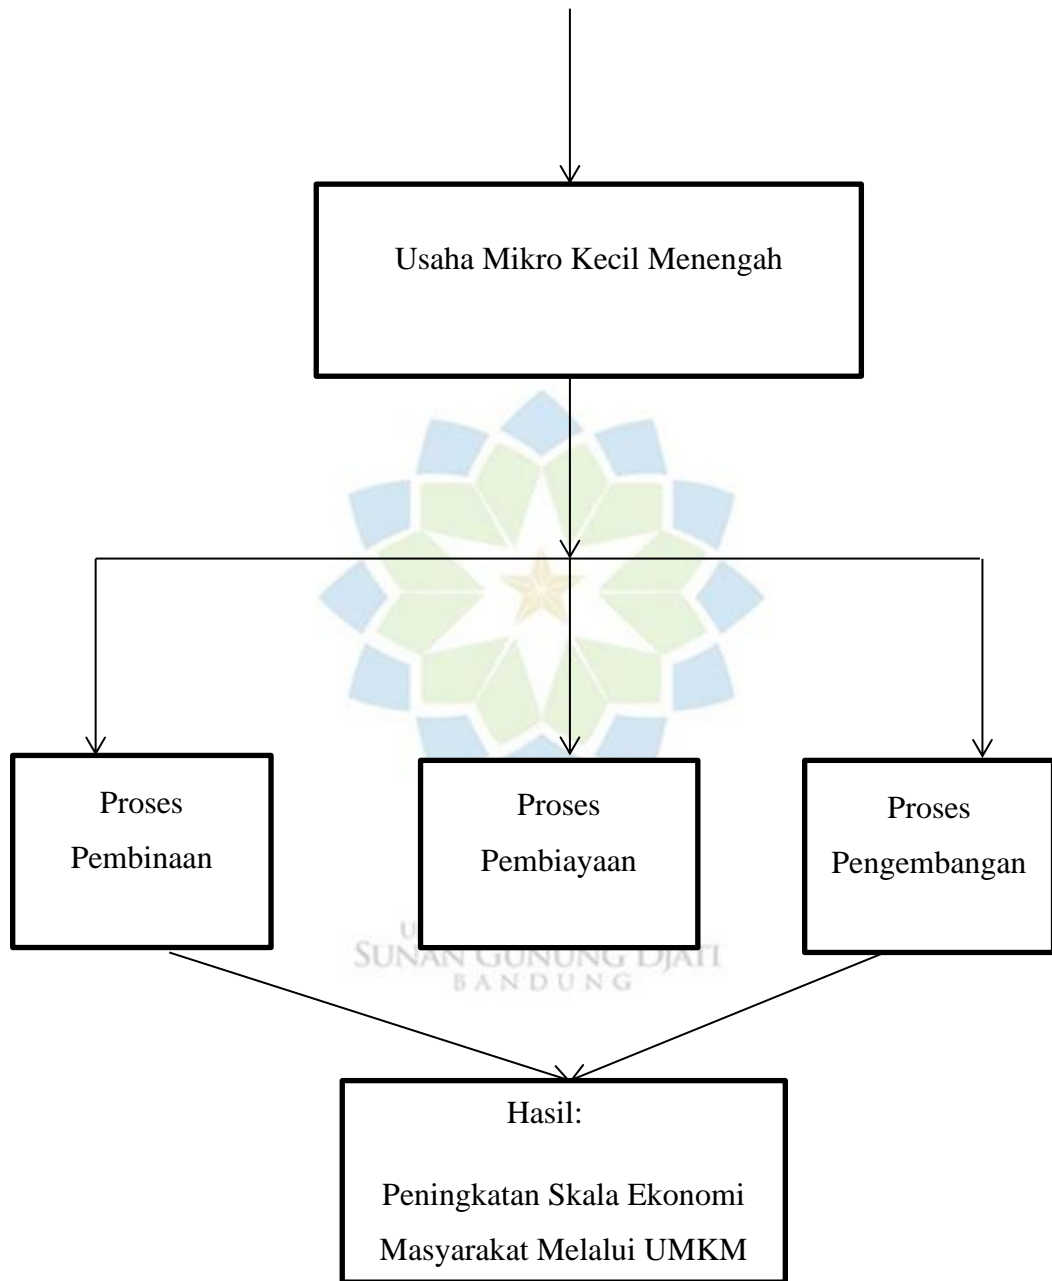 Usaha Mikro Kecil Menengah
Proses
Pembinaan
Proses
Pembiayaan
Proses
Pengembangan
SUNAN GUNUNG DJATI
BANDUNG
Hasil:
Peningkatan Skala Ekonomi
Masyarakat Melalui UMKM